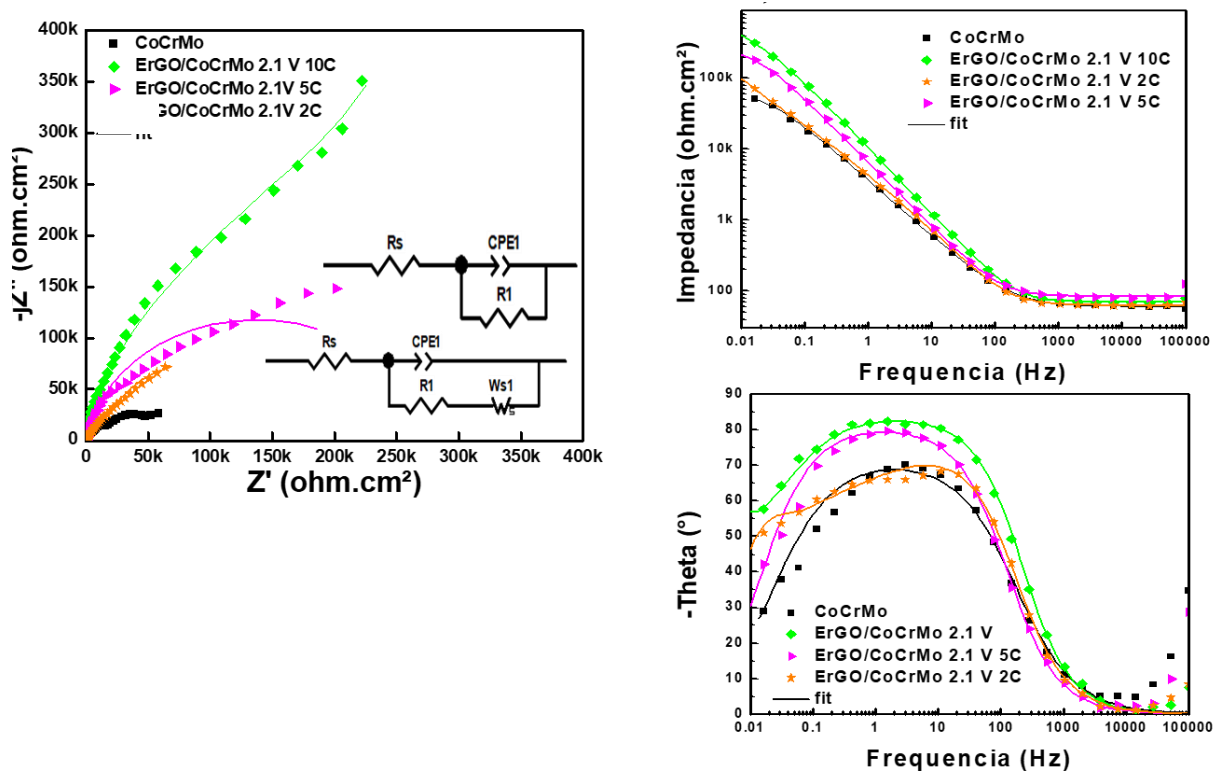 400k
350k
300k
250k
200k
150k
100k
50k
0
-jZ'' (ohm.cm²)
CoCrMo
ErGO/CoCrMo 2.1 V 10C
ErGO/CoCrMo 2.1V 5C
GO/CoCrMo 2.1V 2C
fit
Rs
CPE1
R1
Rs
CPE1
R1
Ws1
0 50k 100k 150k 200k 250k 300k 350k 400k
Z' (ohm.cm²)
100k
10k
1k
100
Impedancia (ohm.cm²)
CoCrMo
ErGO/CoCrMo 2.1 V 10C
ErGO/CoCrMo 2.1 V 2C
ErGO/CoCrMo 2.1 V 5C
fit
0.01 0.1 1 10 100 1000 10000 100000
Frequencia (Hz)
90
80
70
60
50
40
30
20
10
0
-Theta (°)
CoCrMo
ErGO/CoCrMo 2.1 V
ErGO/CoCrMo 2.1 V 5C
ErGO/CoCrMo 2.1 V 2C
fit
0.01 0.1 1 10 100 1000 10000 100000
Frequencia (Hz)